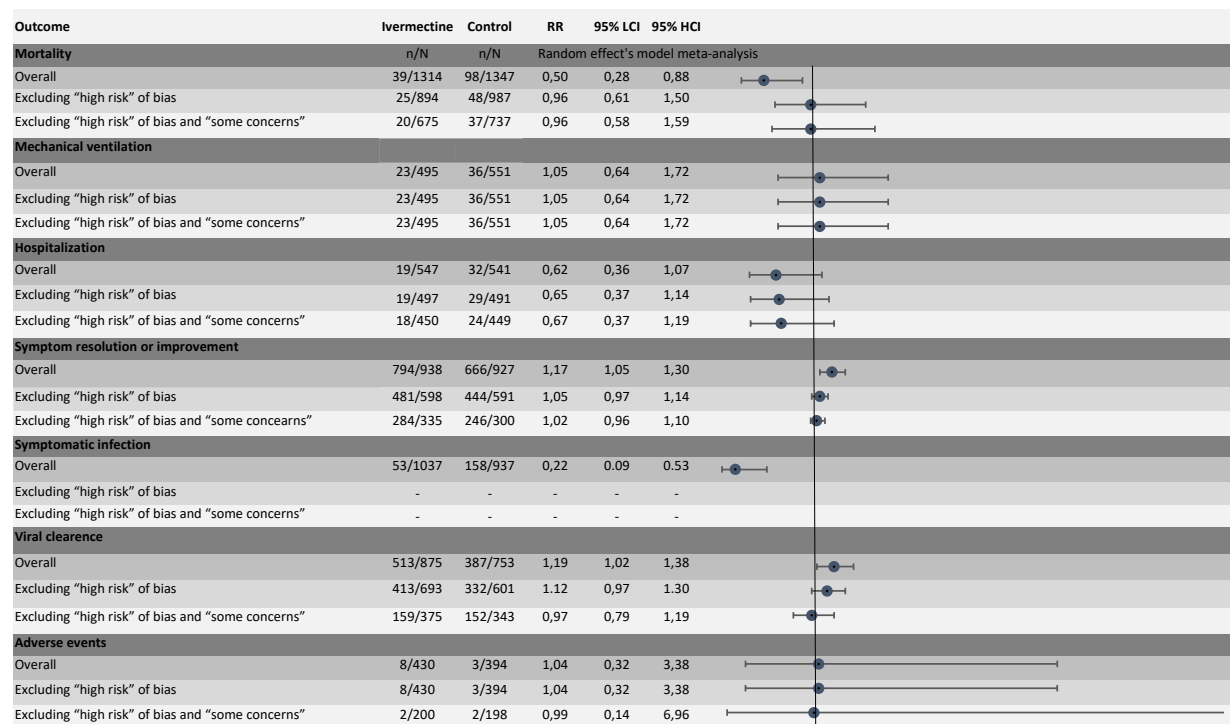 Outcome Ivermectine Control RR 95% LCI 95% HCI
Mortality n/N n/N Random effect's model meta-analysis
Overall 39/1314 98/1347 0,50 0,28 0,88
Excluding “high risk” of bias 25/894 48/987 0,96 0,61 1,50
Excluding “high risk” of bias and “some concerns” 20/675 37/737 0,96 0,58 1,59
Mechanical ventilation
Overall 23/495 36/551 1,05 0,64 1,72
Excluding “high risk” of bias 23/495 36/551 1,05 0,64 1,72
Excluding “high risk” of bias and “some concerns” 23/495 36/551 1,05 0,64 1,72
Hospitalization
Overall 19/547 32/541 0,62 0,36 1,07
Excluding “high risk” of bias 19/497 29/491 0,65 0,37 1,14
Excluding “high risk” of bias and “some concerns” 18/450 24/449 0,67 0,37 1,19
Symptom resolution or improvement
Overall 794/938 666/927 1,17 1,05 1,30
Excluding “high risk” of bias 481/598 444/591 1,05 0,97 1,14
Excluding “high risk” of bias and “some concearns” 284/335 246/300 1,02 0,96 1,10
Symptomatic infection
Overall 53/1037 158/937 0,22 0.09 0.53
Excluding “high risk” of bias - - - - -
Excluding “high risk” of bias and “some concerns” - - - - -
Viral clearence
Overall 513/875 387/753 1,19 1,02 1,38
Excluding “high risk” of bias 413/693 332/601 1.12 0,97 1.30
Excluding “high risk” of bias and “some concerns” 159/375 152/343 0,97 0,79 1,19
Adverse events
Overall 8/430 3/394 1,04 0,32 3,38
Excluding “high risk” of bias 8/430 3/394 1,04 0,32 3,38
Excluding “high risk” of bias and “some concerns” 2/200 2/198 0,99 0,14 6,96